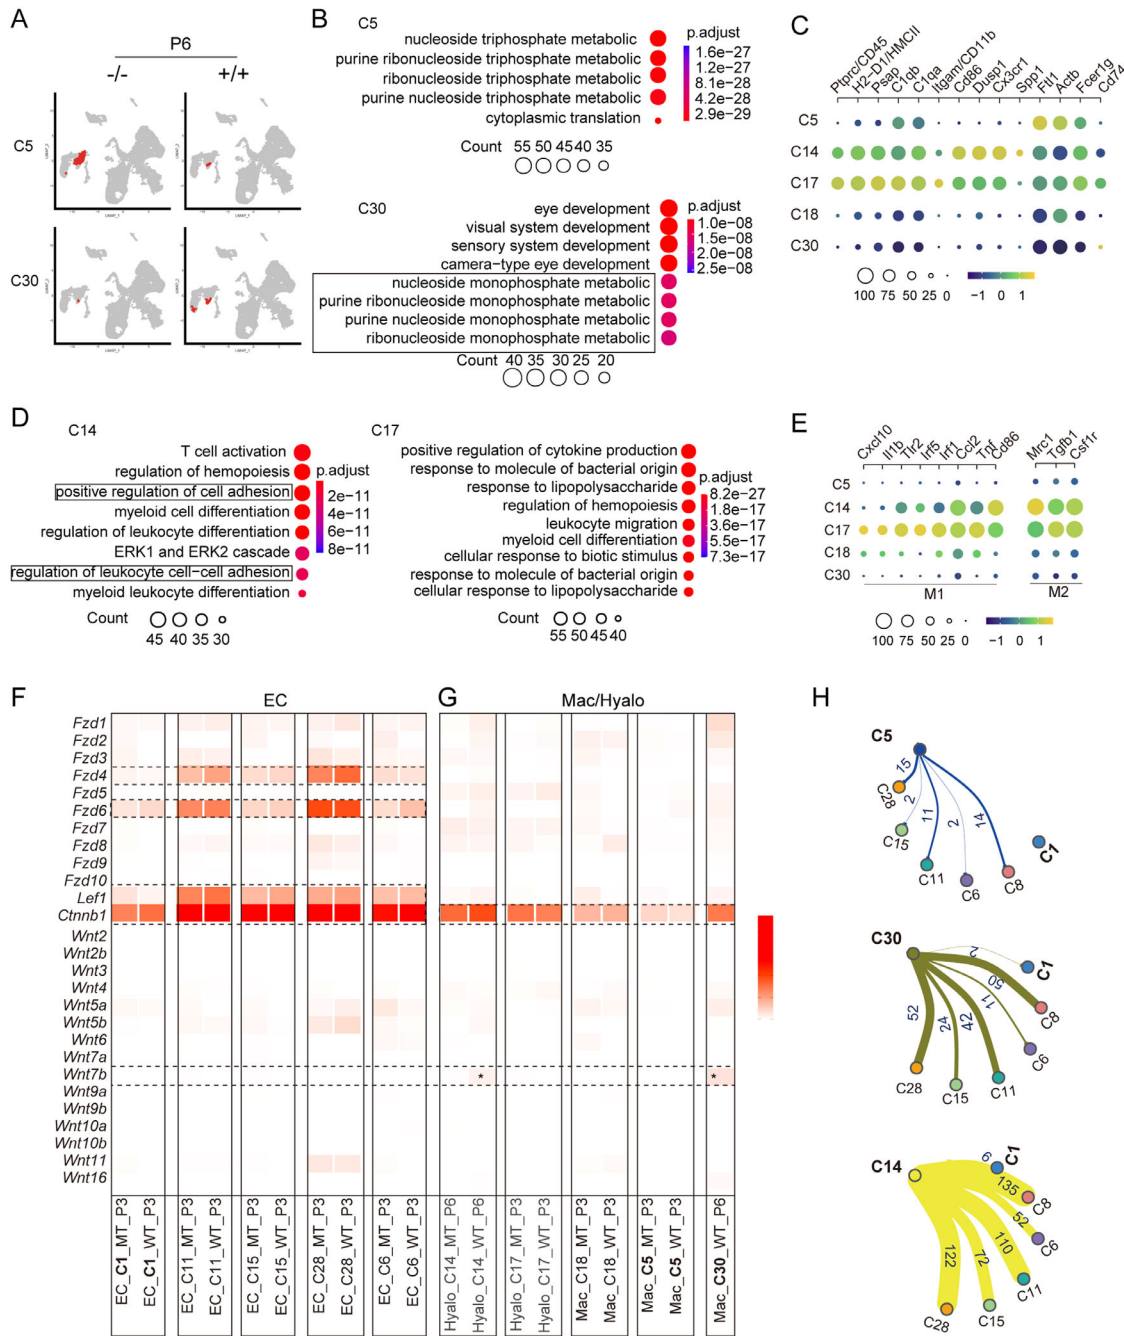 A
P6
-/-
+/+
C5
C30
B
C5
nucleoside triphosphate metabolic
purine ribonucleoside triphosphate metabolic
ribonucleoside triphosphate metabolic
purine nucleoside triphosphate metabolic
cytoplasmic translation
p.adjust
1.6e-27
1.2e-27
8.1e-28
4.2e-28
2.9e-29
Count
55 50 45 40 35
C30
eye development
visual system development
sensory system development
camera-type eye development
nucleoside monophosphate metabolic
purine ribonucleoside monophosphate metabolic
purine nucleoside monophosphate metabolic
ribonucleoside monophosphate metabolic
p.adjust
1.0e-08
1.5e-08
2.0e-08
2.5e-08
Count 40 35 30 25 20
C
Ptprc/CD45
H2-D1/HMCII
Psap
C1qb
C1qa
Itgam/CD11b
Cd86
Dusp1
Cx3cr1
Spp1
Ftl1
Actb
Fcer1g
Cd74
C5
C14
C17
C18
C30
100 75 50 25 0
-1 0 1
D
C14
T cell activation
regulation of hemopoiesis
positive regulation of cell adhesion
myeloid cell differentiation
regulation of leukocyte differentiation
ERK1 and ERK2 cascade
regulation of leukocyte cell-cell adhesion
myeloid leukocyte differentiation
p.adjust
2e-11
4e-11
6e-11
8e-11
Count
45 40 35 30
C17
positive regulation of cytokine production
response to molecule of bacterial origin
response to lipopolysaccharide
regulation of hemopoiesis
leukocyte migration
myeloid cell differentiation
cellular response to biotic stimulus
response to molecule of bacterial origin
cellular response to lipopolysaccharide
p.adjust
8.2e-27
1.8e-17
3.6e-17
5.5e-17
7.3e-17
Count
55 50 45 40
E
Cxcl10
Il1b
Tlr2
Irf5
Irf1
Ccl2
Tnf
Cd86
Mrc1
Tgfb1
Csf1r
C5
C14
C17
C18
C30
M1
M2
100 75 50 25 0
-1 0 1
F
EC
G
Mac/Hyalo
Fzd1
Fzd2
Fzd3
Fzd4
Fzd5
Fzd6
Fzd7
Fzd8
Fzd9
Fzd10
Lef1
Ctnnb1
Wnt2
Wnt2b
Wnt3
Wnt4
Wnt5a
Wnt5b
Wnt6
Wnt7a
Wnt7b
* *
Wnt9a
Wnt9b
Wnt10a
Wnt10b
Wnt11
Wnt16
EC_C1_MT_P3
EC_C1_WT_P3
EC_C11_MT_P3
EC_C11_WT_P3
EC_C15_MT_P3
EC_C15_WT_P3
EC_C28_MT_P3
EC_C28_WT_P3
EC_C6_MT_P3
EC_C6_WT_P3
Hyalo_C14_MT_P6
Hyalo_C14_WT_P6
Hyalo_C17_MT_P3
Hyalo_C17_WT_P3
Mac_C18_MT_P3
Mac_C18_WT_P3
Mac_C5_MT_P3
Mac_C5_WT_P3
Mac_C30_WT_P6
H
C5
15
2
11
2
14
C28
C15
C11
C6
C8
C1
C30
2
50
11
42
24
52
C1
C8
C6
C11
C15
C28
C14
6
135
52
110
72
122
C1
C8
C6
C11
C15
C28